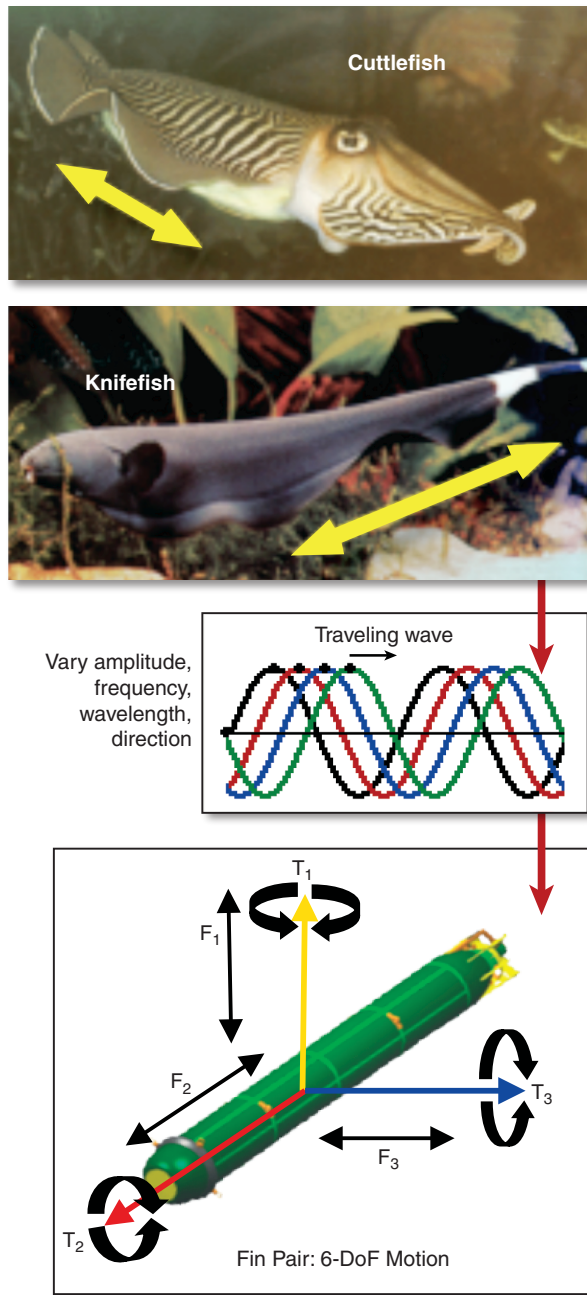 Cuttlefish
Knifefish
Traveling wave
Vary amplitude,
frequency,
wavelength,
direction
T1
F1
F2
T3
F3
T2
Fin Pair: 6-DoF Motion